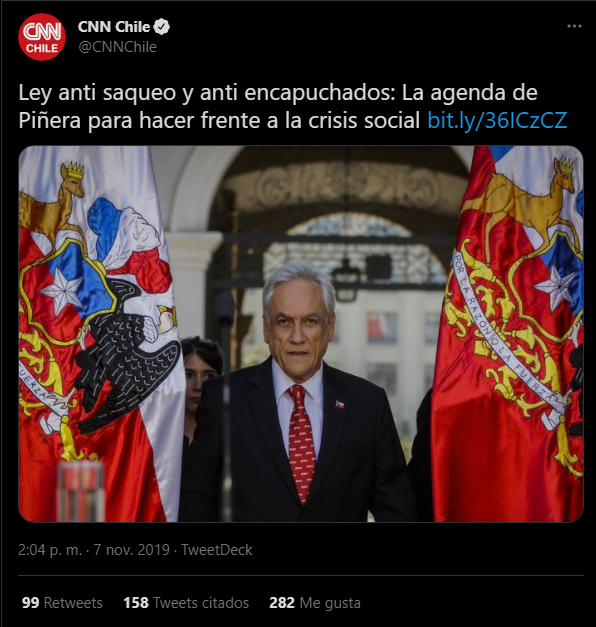 CNN
CHILE
CNN Chile
@CNNChile
Ley anti saqueo y anti encapuchados: La agenda de
Piñera para hacer frente a la crisis social bit.ly/36ICzCZ
FUERZA
POR LA RAZON O LA FUERZA
2:04 p. m. · 7 nov. 2019 · TweetDeck
99 Retweets 158 Tweets citados 282 Me gusta